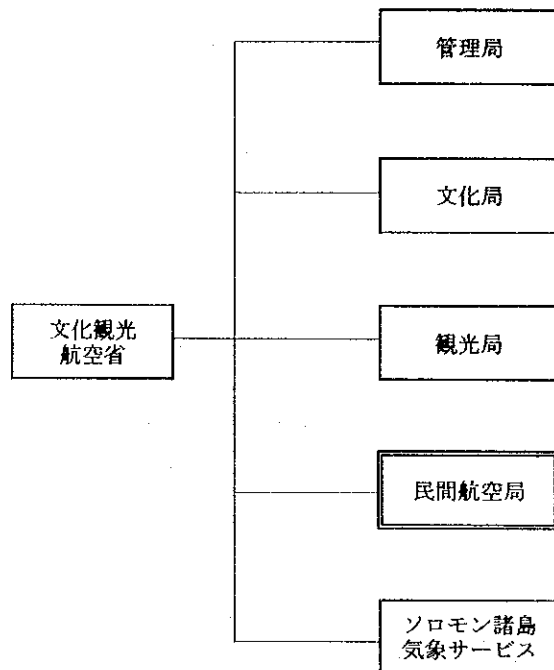 管理局
文化局
文化観光
航空省
観光局
民間航空局
ソロモン諸島
気象サービス